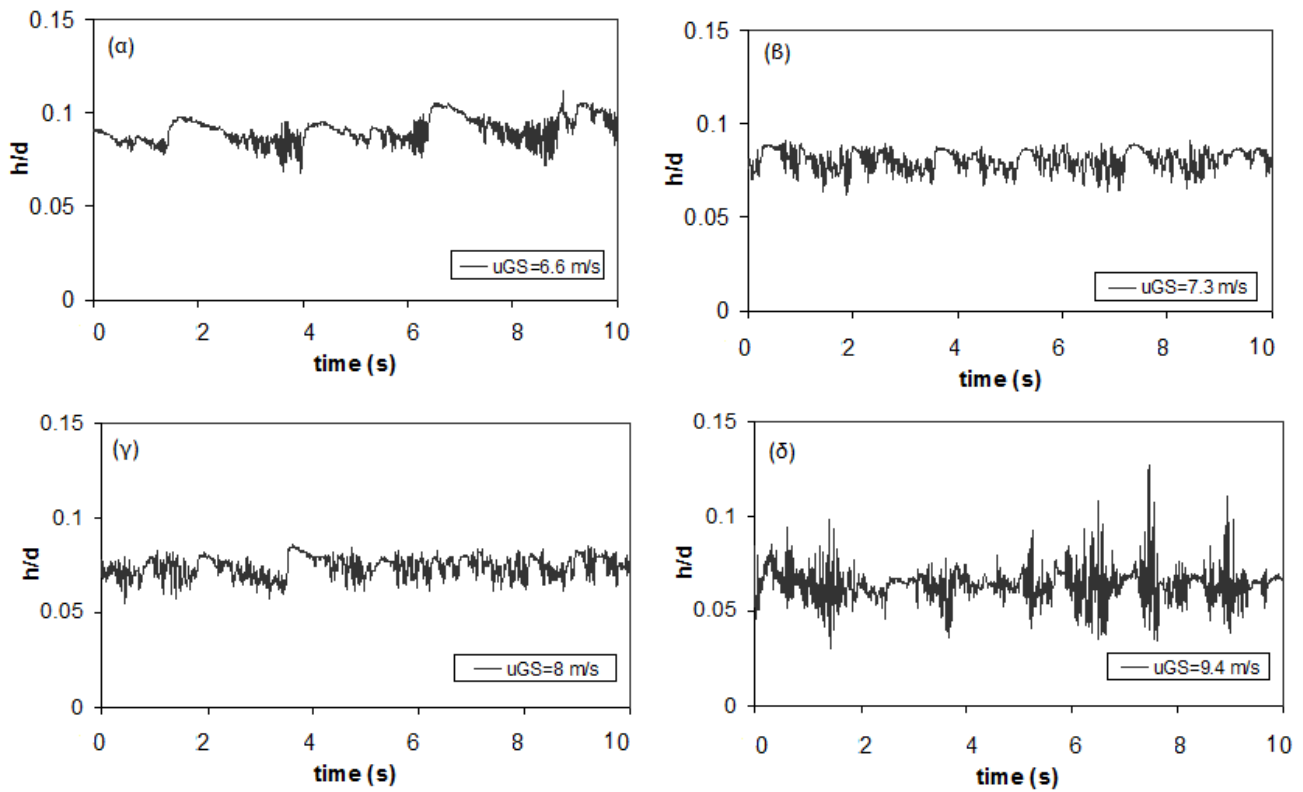 0.15
(α)
0.1
h/d
0.05
uGS=6.6 m/s
0
0 2 4 6 8 10
time (s)
0.15
(β)
0.1
h/d
0.05
uGS=7.3 m/s
0
0 2 4 6 8 10
time (s)
0.15
(γ)
0.1
h/d
0.05
uGS=8 m/s
0
0 2 4 6 8 10
time (s)
0.15
(δ)
0.1
h/d
0.05
uGS=9.4 m/s
0
0 2 4 6 8 10
time (s)